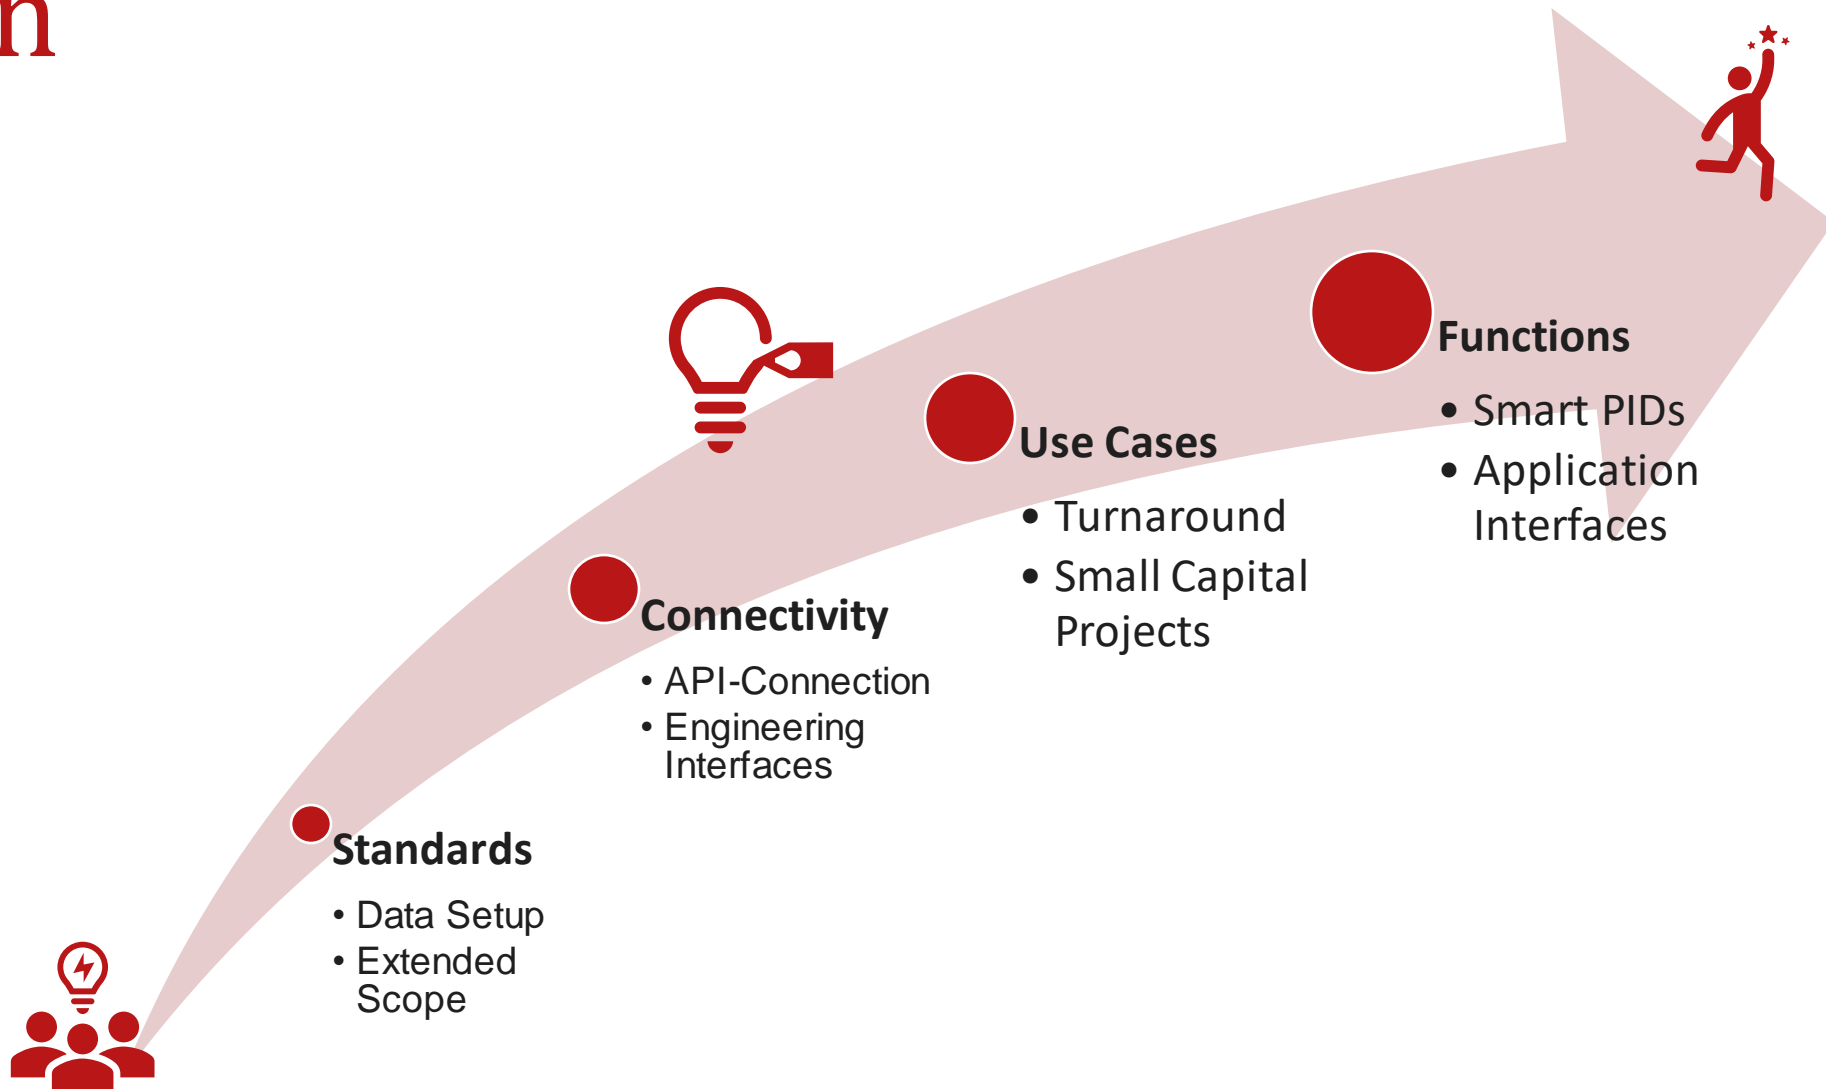 n
Functions
• Smart PIDs
• Application
Interfaces
Use Cases
• Turnaround
• Small Capital
Projects
Connectivity
• API-Connection
• Engineering
Interfaces
Standards
• Data Setup
• Extended
Scope